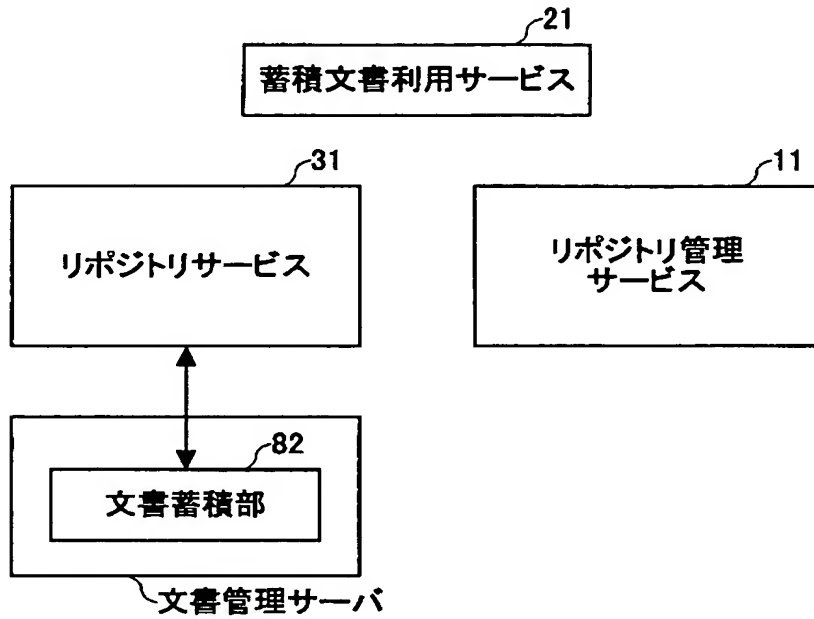 21
蓄積文書利用サービス
31
リポジトリサービス
11
リポジトリ管理
サービス
82
文書蓄積部
文書管理サーバ